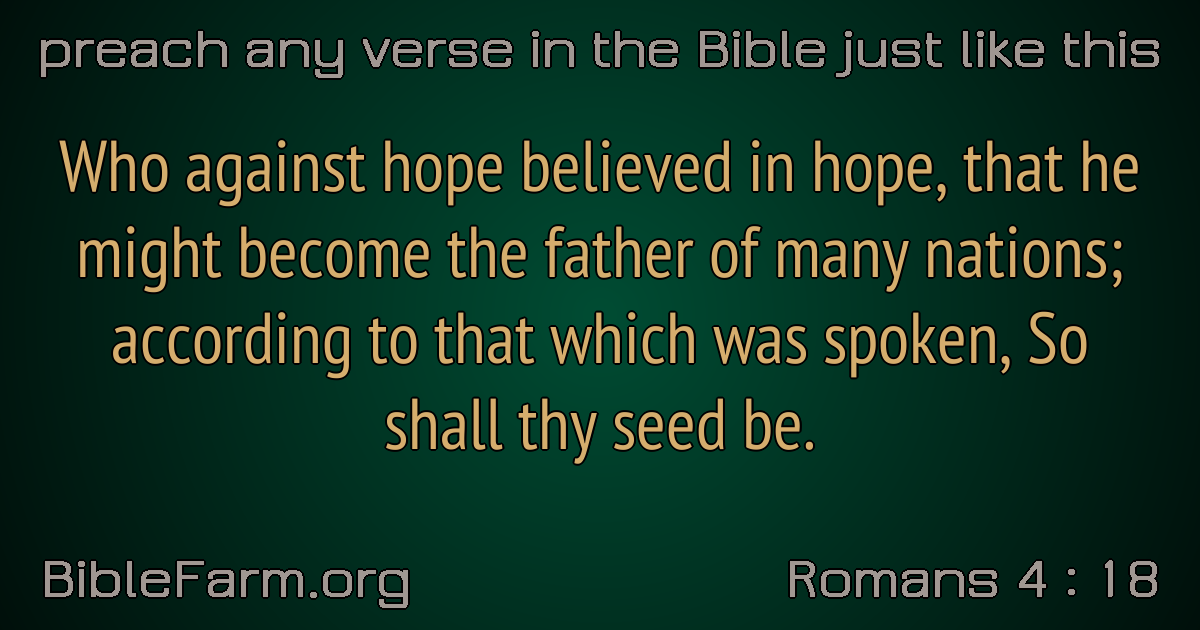 preach any verse in the Bible just like this
Who against hope believed in hope, that he
might become the father of many nations;
according to that which was spoken, So
shall thy seed be.
BibleFarm.org
Romans 4 : 18